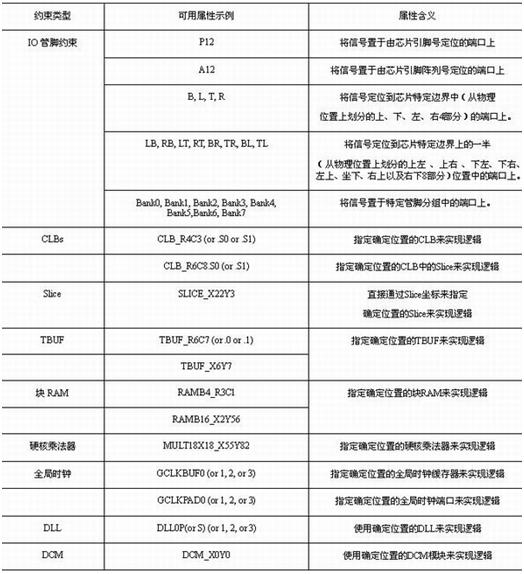 约束类型 可用属性示例 属性含义
IO 管脚约束 P12 将信号置于由芯片引脚号定位的端口上
A12 将信号置于由芯片引脚阵列号定位的端口上
B, L, T, R 将信号定位到芯片特定边界中（从物理
位置上划分的上、下、左、右4部分）的端口上。
LB, RB, LT, RT, BR, TR, BL, TL 将信号定位到芯片特定边界上的一半
（从物理位置上划分的上左 、上右 、下左、下右、
左上、坐下、右上以及右下8部分）位置中的端口上。
Bank0, Bank1, Bank2, Bank3, Bank4, 将信号置于特定管脚分组中的端口上。
Bank5,Bank6, Bank7
CLBs CLB_R4C3 (or .S0 or .S1) 指定确定位置的CLB来实现逻辑
CLB_R6C8.S0 (or .S1) 指定确定位置的CLB中的Slice来实现逻辑
Slice SLICE_X22Y3 直接通过Slice坐标来指定
确定位置的Slice来实现逻辑
TBUF TBUF_R6C7 (or .0 or .1) 指定确定位置的TBUF来实现逻辑
TBUF_X6Y7
块 RAM RAMB4_R3C1 指定确定位置的块RAM来实现逻辑
RAMB16_X2Y56
硬核乘法器 MULT18X18_X55Y82 指定确定位置的硬核乘法器来实现逻辑
全局时钟 GCLKBUF0 (or 1, 2, or 3) 指定确定位置的全局时钟缓存器来实现逻辑
GCLKPAD0 (or 1, 2, or 3) 指定确定位置的全局时钟端口来实现逻辑
DLL DLL0P(or S) (or 1, 2, or 3) 使用确定位置的DLL来实现逻辑
DCM DCM_X0Y0 使用确定位置的DCM模块来实现逻辑